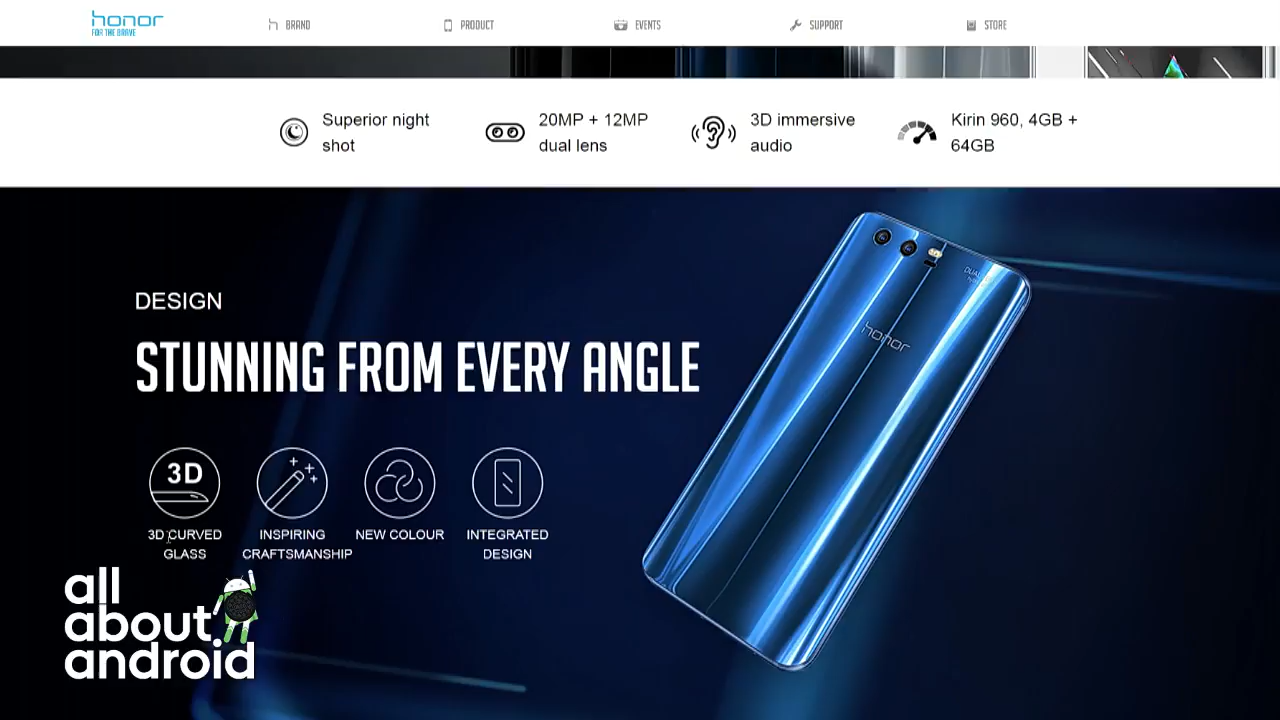 honor
FOR THE BRAVE
BRAND
PRODUCT
EVENTS
SUPPORT
STORE
Superior night
shot
20MP + 12MP
dual lens
3D immersive
audio
Kirin 960, 4GB +
64GB
DESIGN
STUNNING FROM EVERY ANGLE
honor
3D
3D CURVED
GLASS
INSPIRING
CRAFTSMANSHIP
NEW COLOUR
INTEGRATED
DESIGN
all
about
android